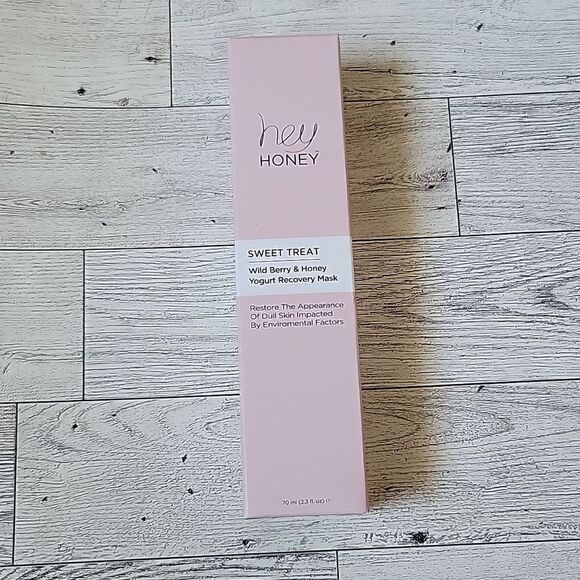 hey
HONEY™
SWEET TREAT
Wild Berry & Honey
Yogurt Recovery Mask
Restore The Appearance
Of Dull Skin Impacted
By Enviromental Factors
70 ml (2.3 fl. oz) ℮